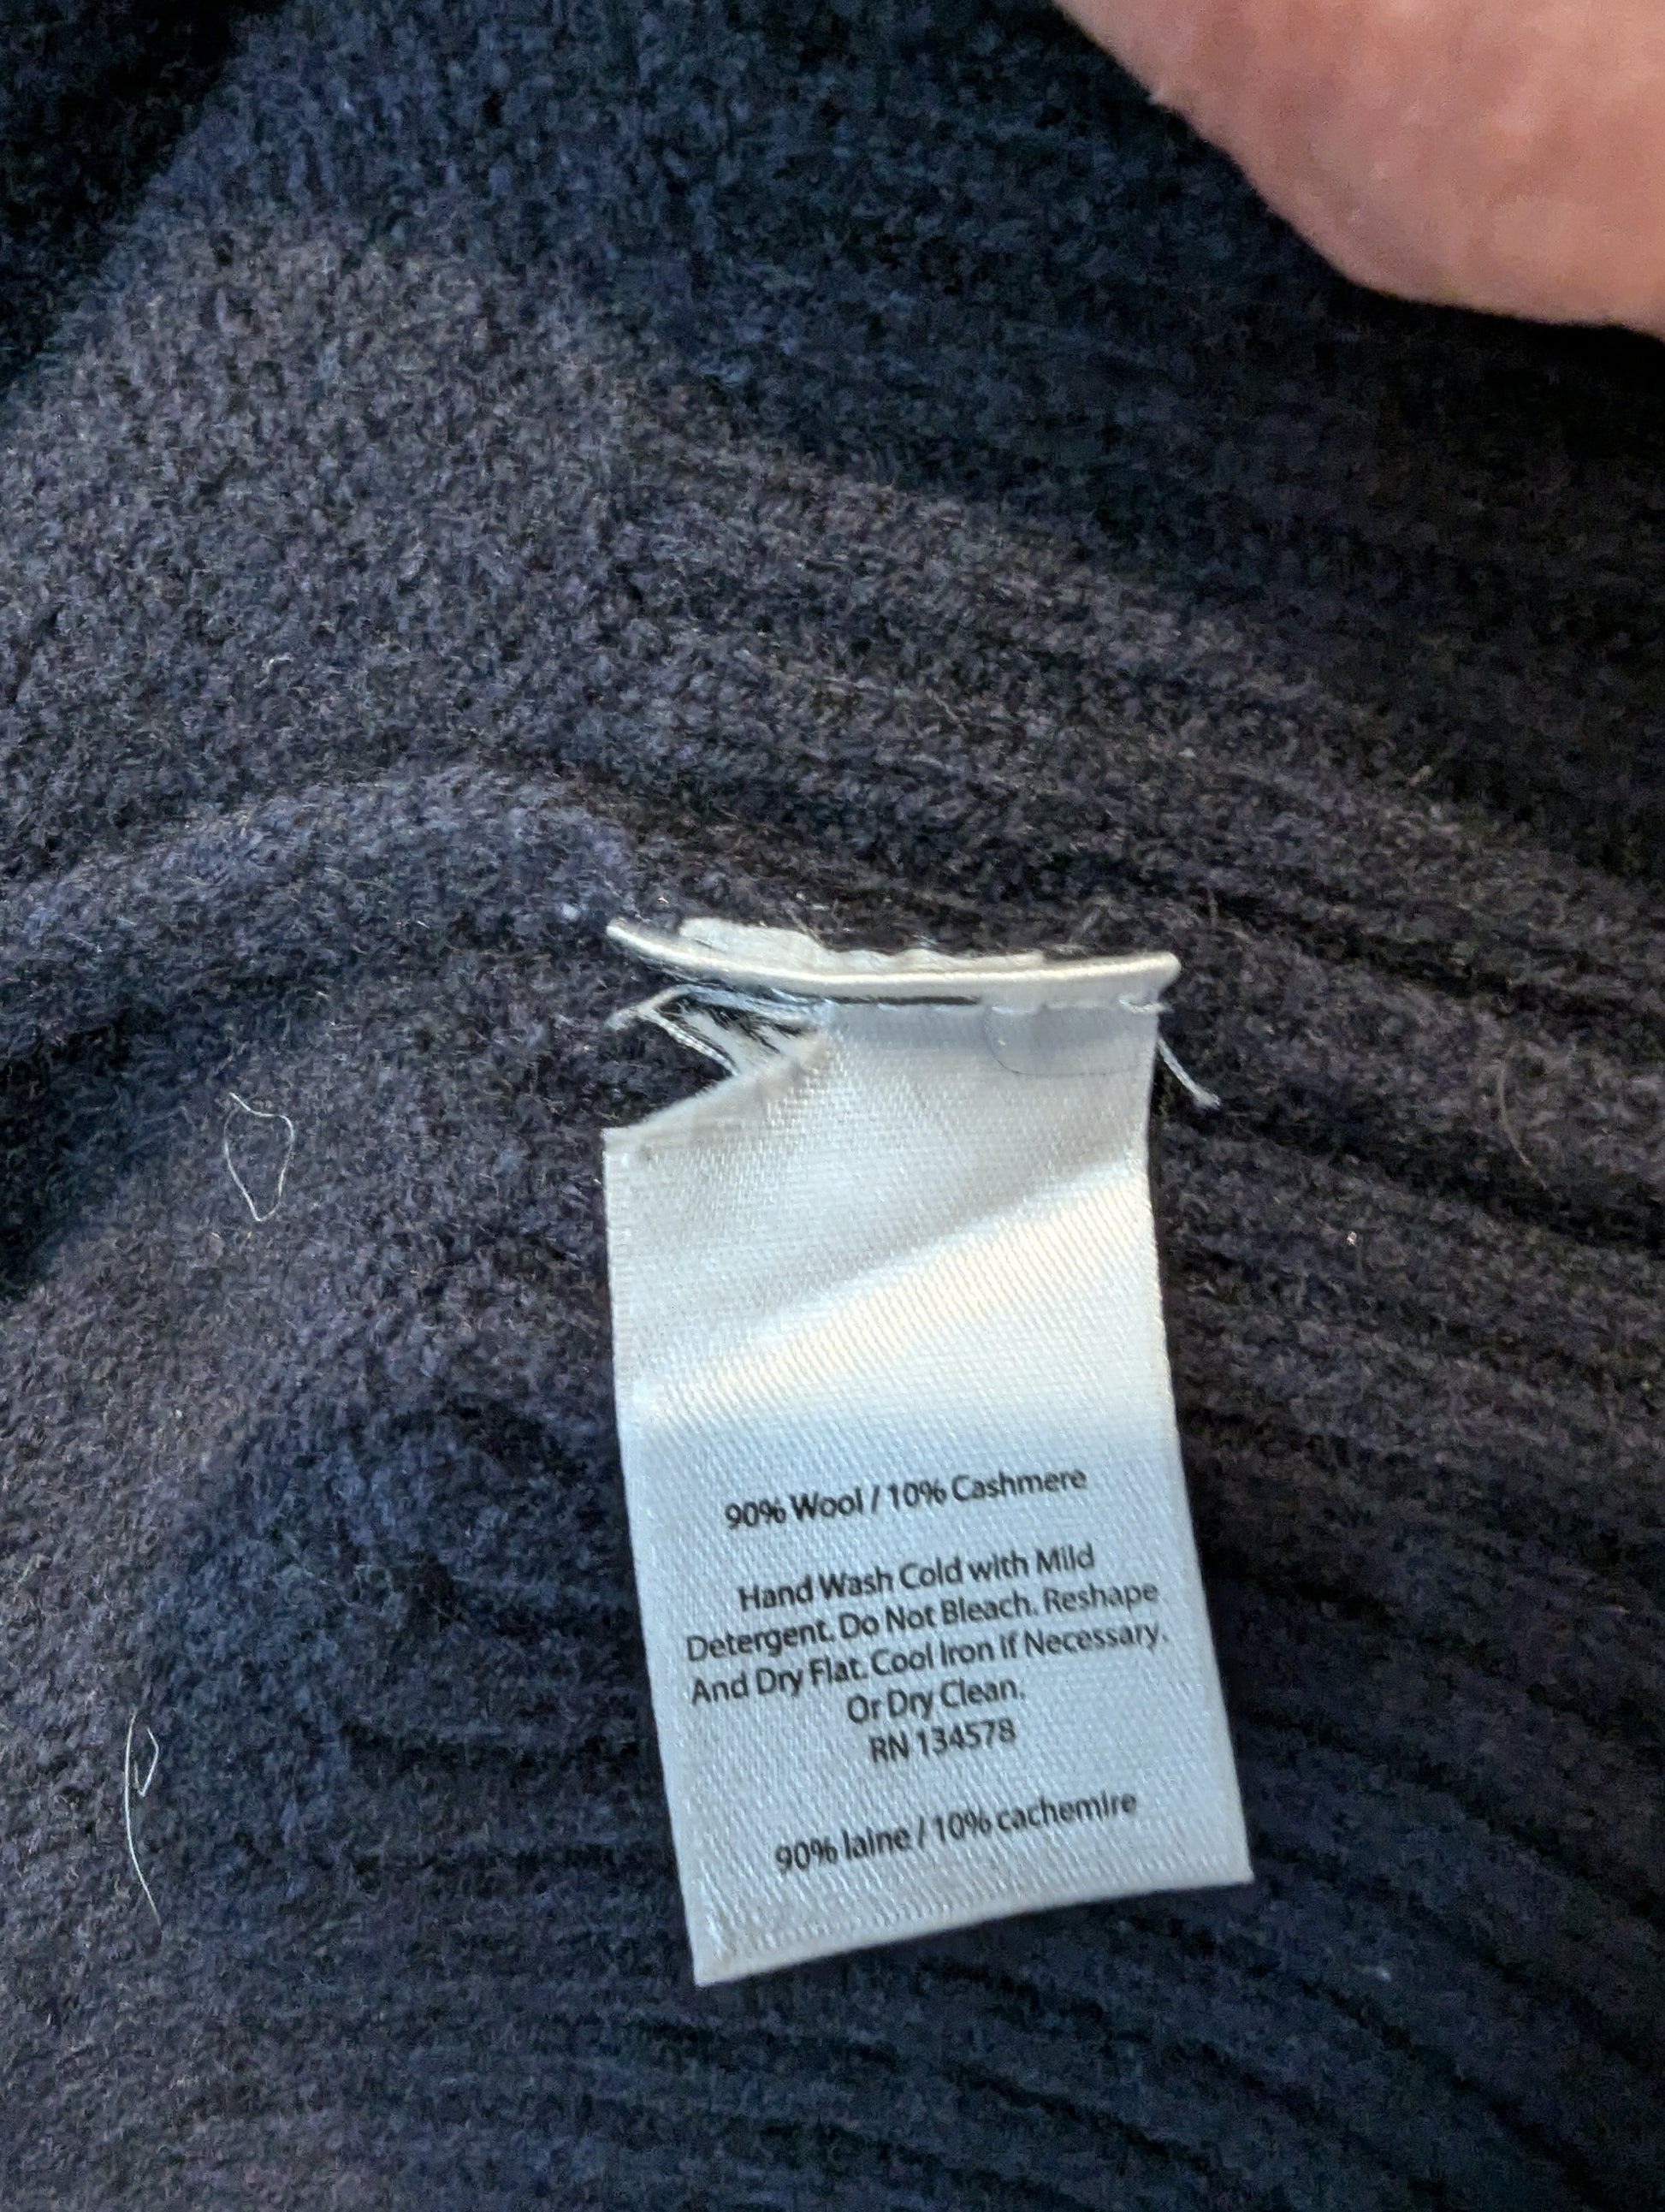 90% Wool / 10% Cashmere
Hand Wash Cold with Mild
Detergent. Do Not Bleach. Reshape
And Dry Flat. Cool Iron if Necessary.
Or Dry Clean.
RN 134578
90% laine / 10% cachemire